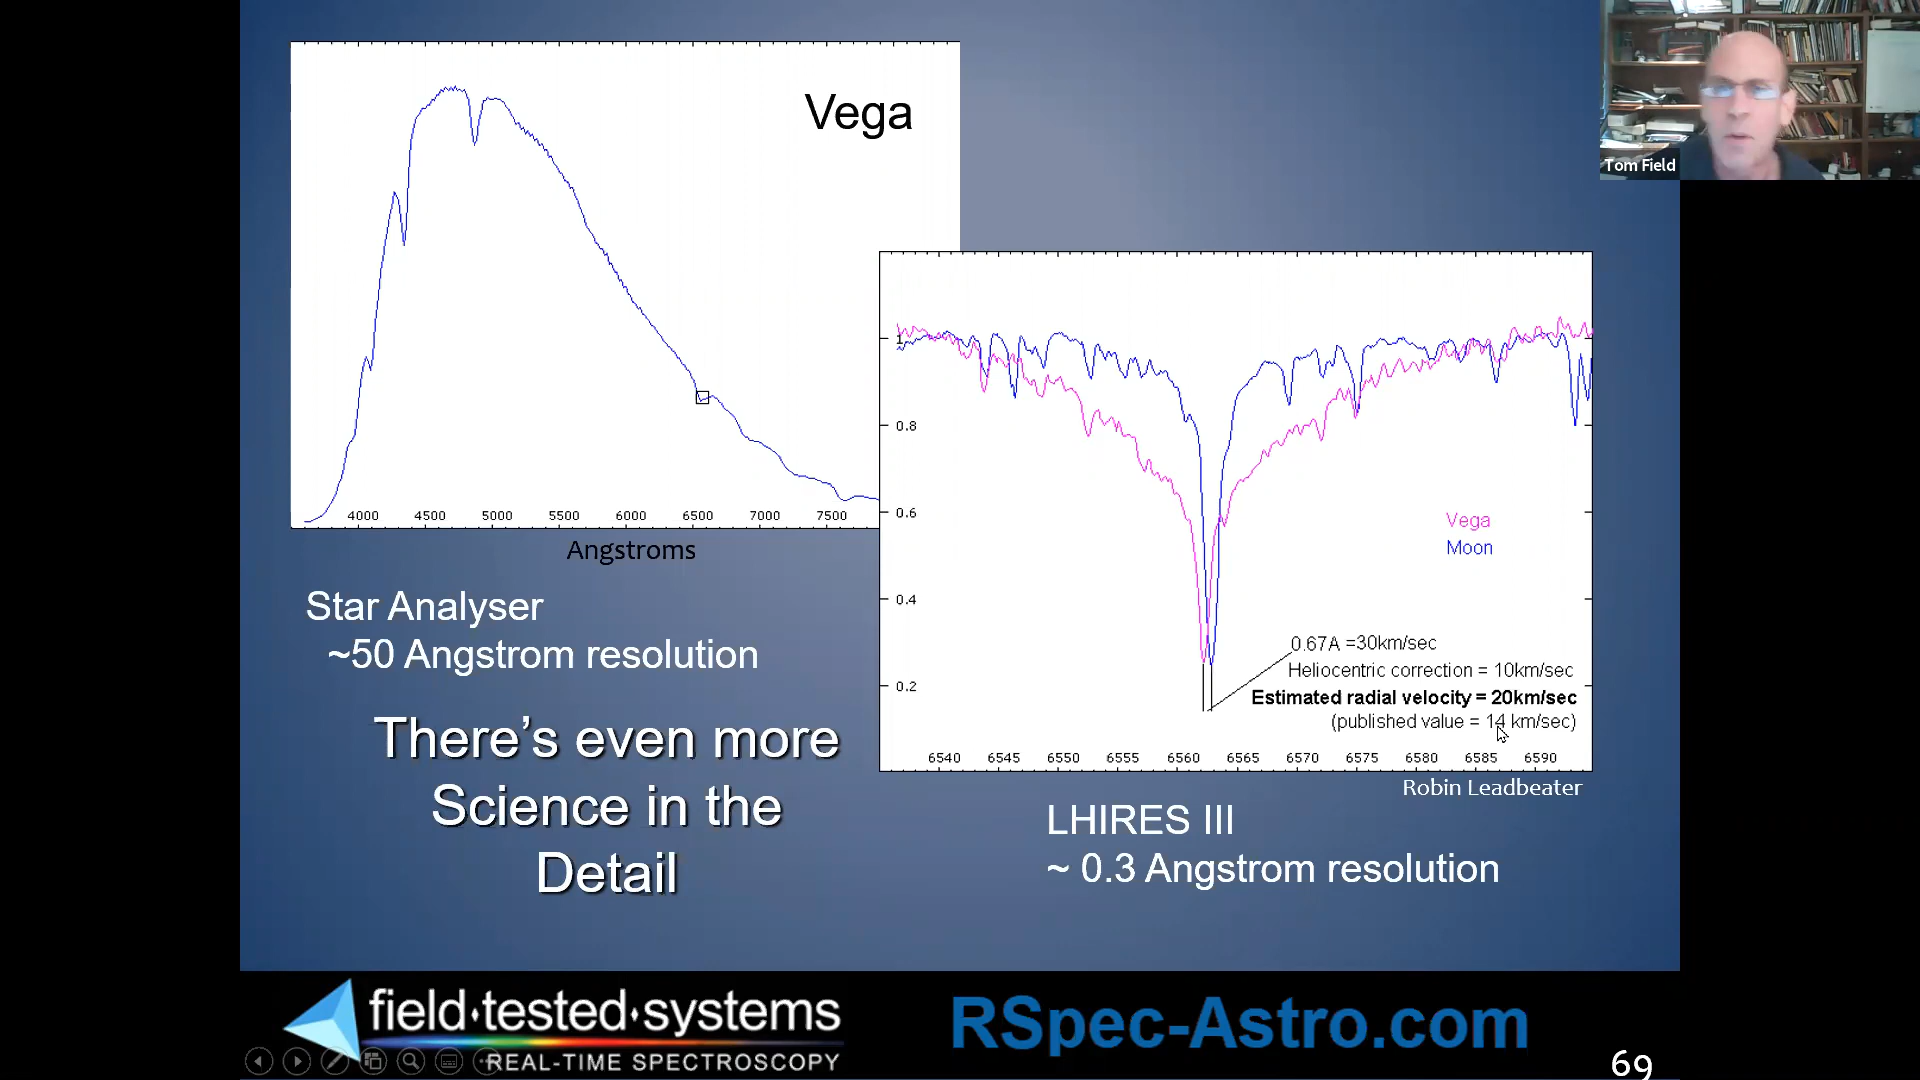 Vega
4000 4500 5000 5500 6000 6500 7000 7500
Angstroms
Star Analyser
~50 Angstrom resolution
There's even more
Science in the
Detail
Tom Field
1
0.8
0.6
0.4
0.2
Vega
Moon
0.67A =30km/sec
Heliocentric correction = 10km/sec
Estimated radial velocity = 20km/sec
(published value = 14 km/sec)
6540 6545 6550 6555 6560 6565 6570 6575 6580 6585 6590
Robin Leadbeater
LHIRES III
~ 0.3 Angstrom resolution
field·tested·systems
REAL-TIME SPECTROSCOPY
RSpec-Astro.com
69